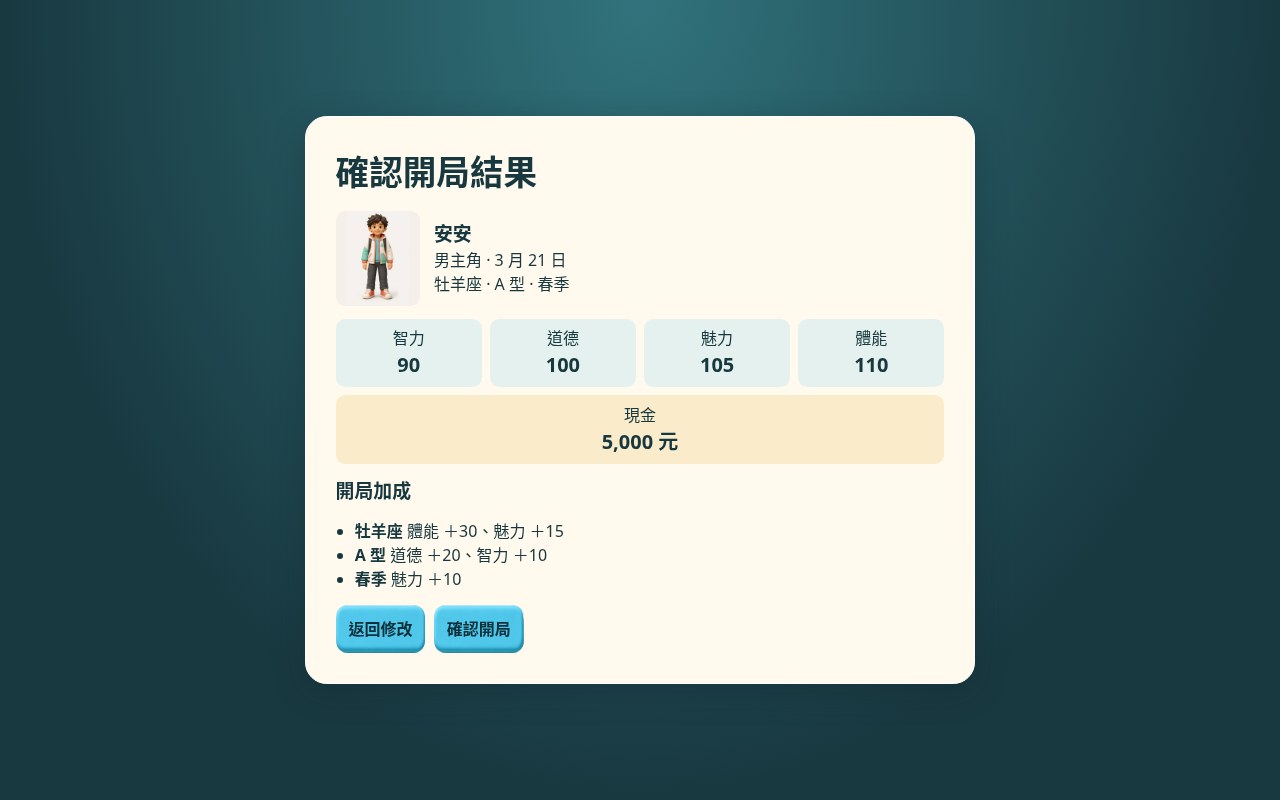 確認開局結果
安安
男主角 · 3 月 21 日
牡羊座 · A 型 · 春季
智力 道德 魅力 體能
90 100 105 110
現金
5,000 元
開局加成
• 牡羊座 體能 +30、魅力 +15
• A 型 道德 +20、智力 +10
• 春季 魅力 +10
返回修改 確認開局